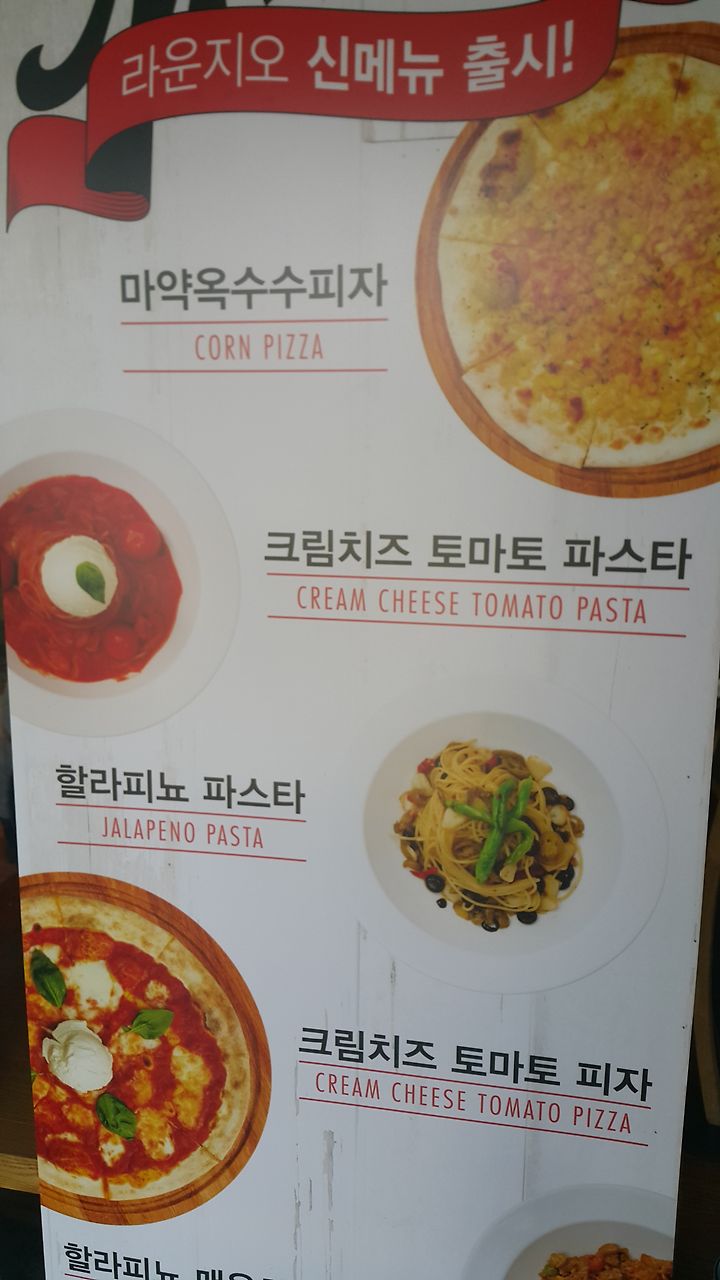 라운지오 신메뉴 출시!
마약옥수수피자
CORN PIZZA
크림치즈 토마토 파스타
CREAM CHEESE TOMATO PASTA
할라피뇨 파스타
JALAPENO PASTA
크림치즈 토마토 피자
CREAM CHEESE TOMATO PIZZA
할라피뇨